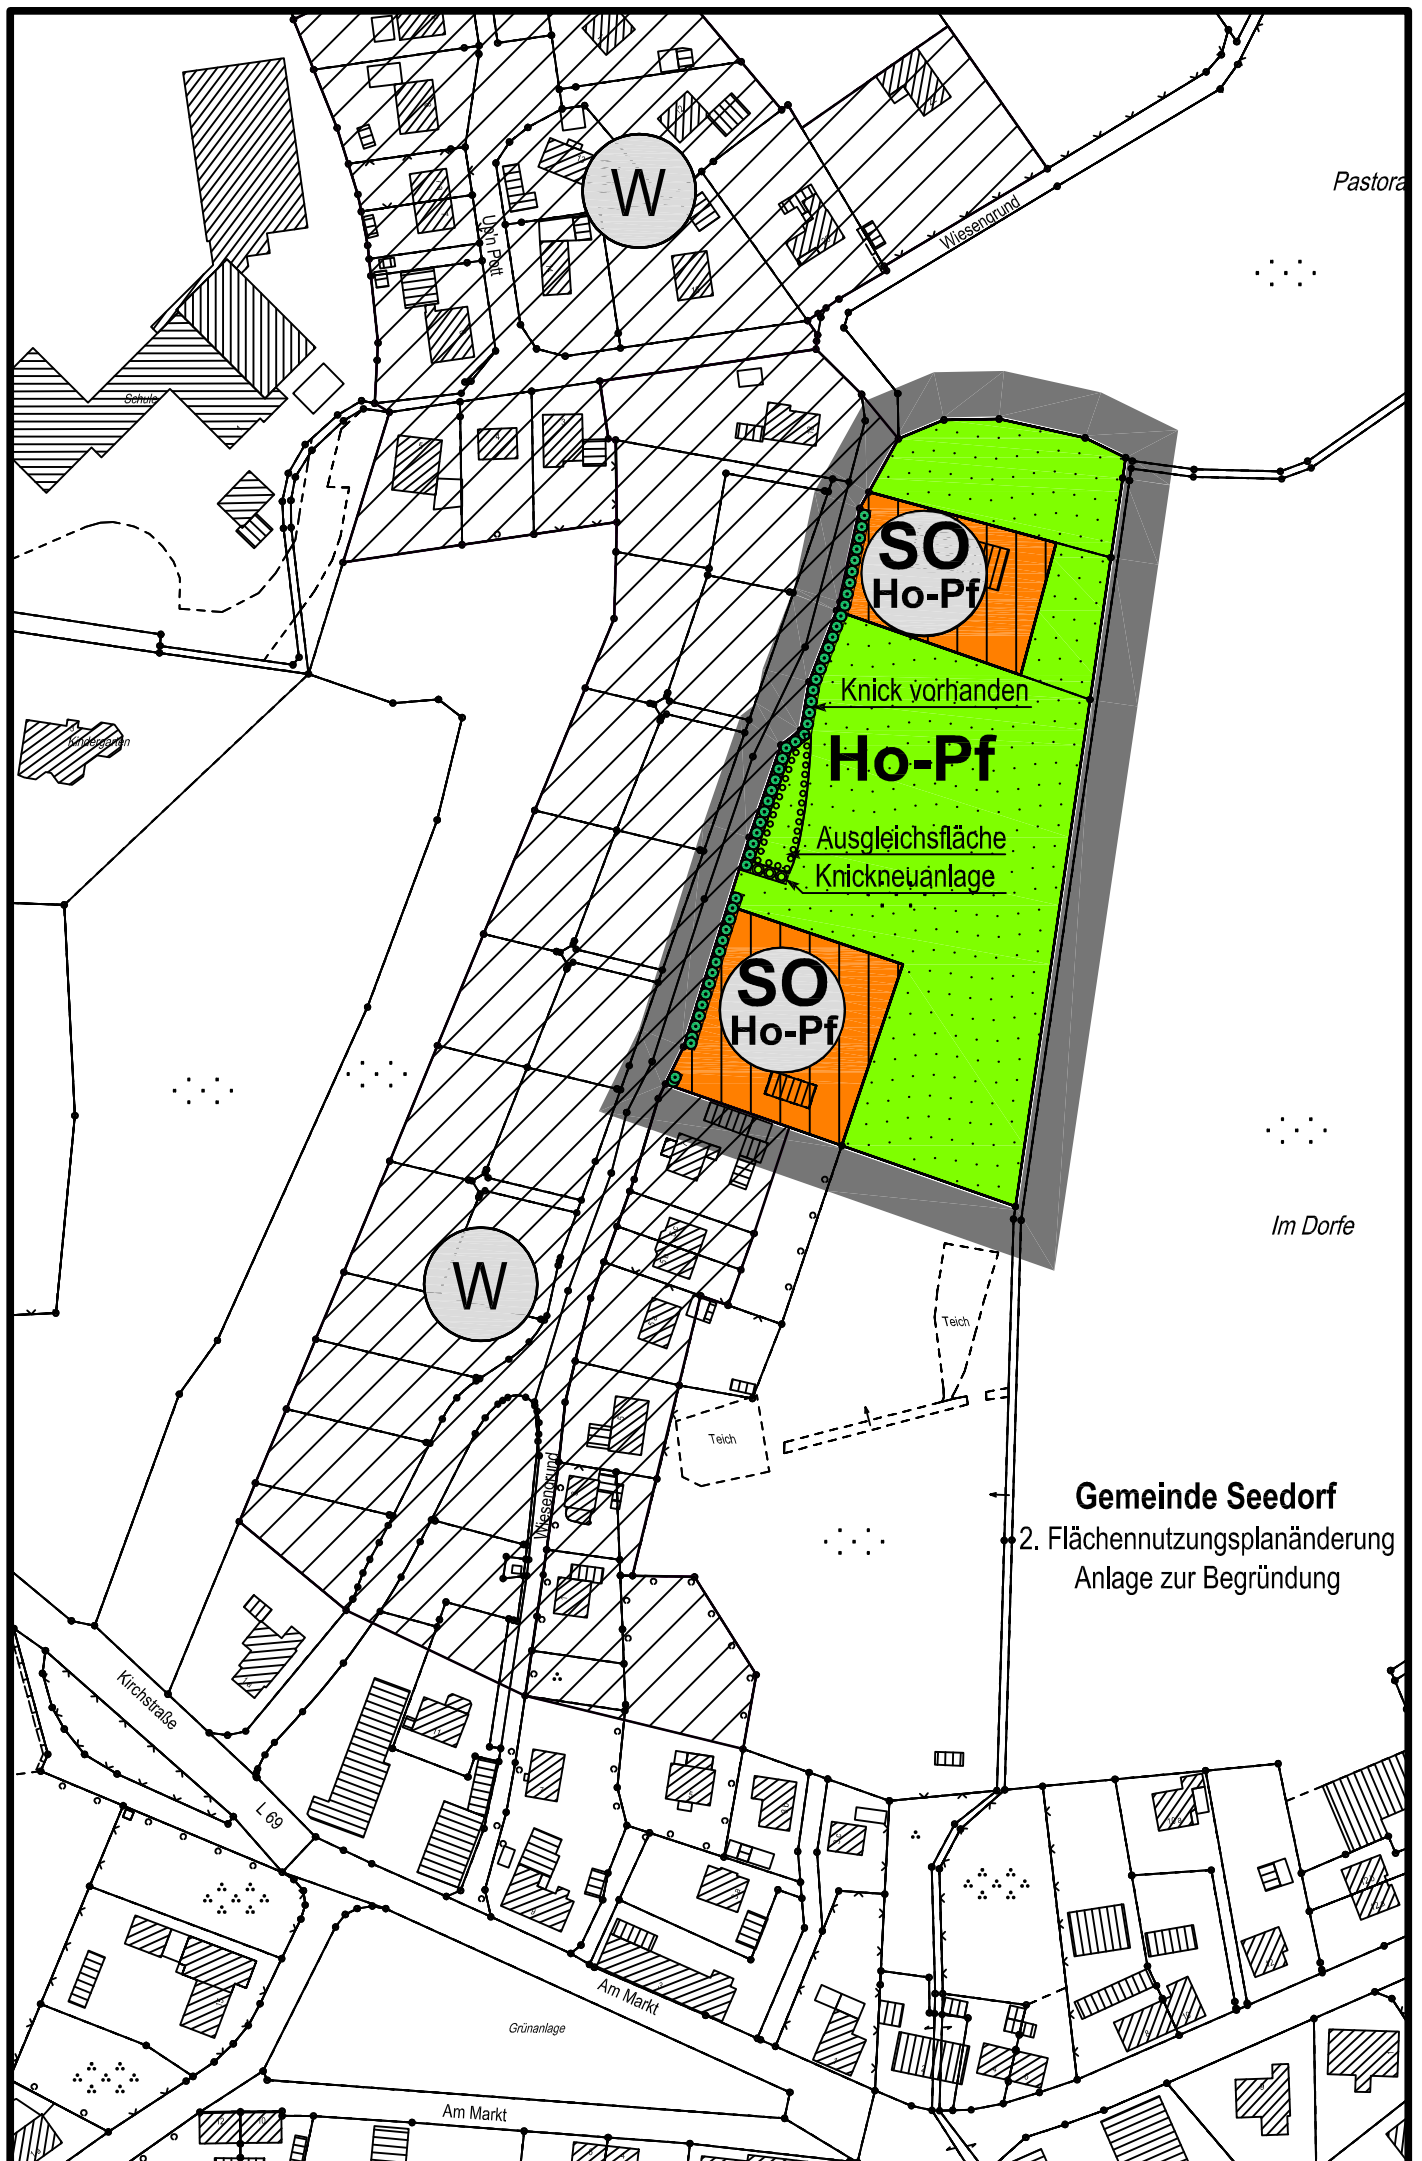 W
Up'n Pott
Wiesengrund
Pastora
Schule
SO
Ho-Pf
Knick vorhanden
Kindergarten
Ho-Pf
Ausgleichsfläche
Knickneuanlage
SO
Ho-Pf
Im Dorfe
W
Teich
Teich
Wiesengrund
Gemeinde Seedorf
2. Flächennutzungsplanänderung
Anlage zur Begründung
Kirchstraße
L 69
Am Markt
Grünanlage
Am Markt